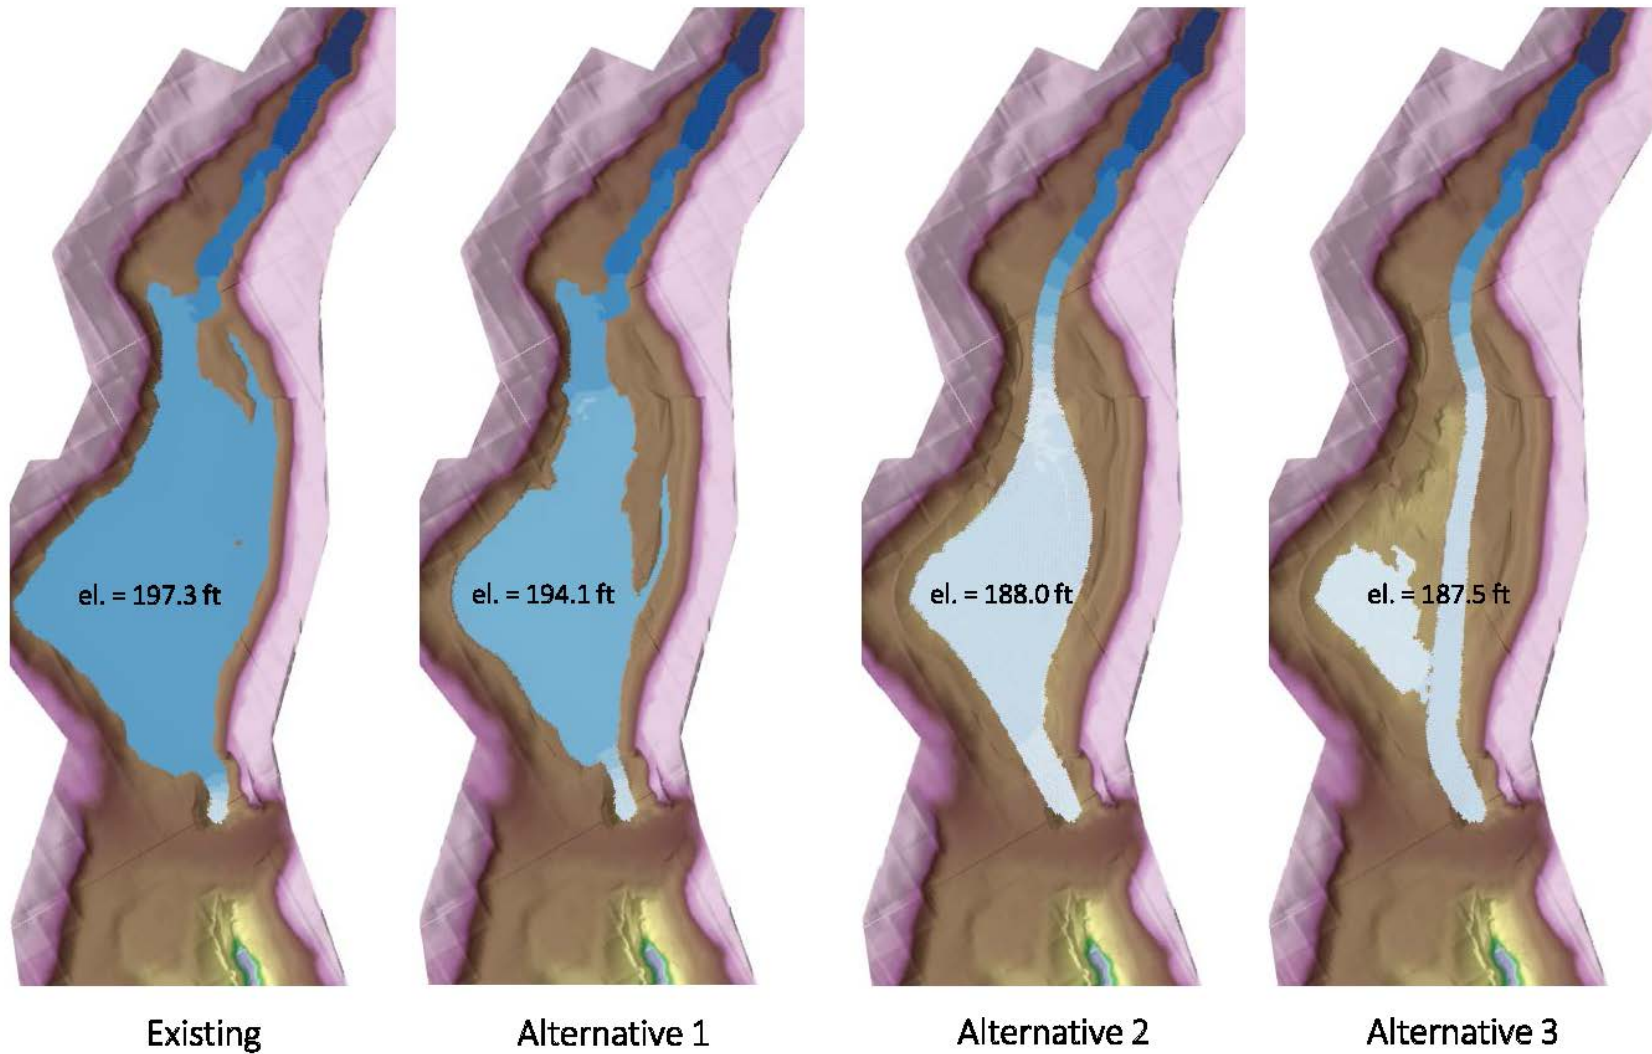 el. = 197.3 ft
el. = 194.1 ft
el. = 188.0 ft
el. = 187.5 ft
Existing
Alternative 1
Alternative 2
Alternative 3